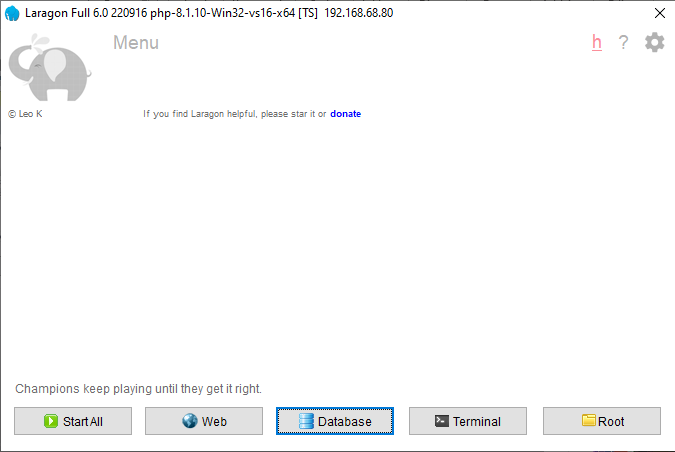 Laragon Full 6.0 220916 php-8.1.10-Win32-vs16-x64 [TS] 192.168.68.80
Menu
h ?
© Leo K
If you find Laragon helpful, please star it or donate
Champions keep playing until they get it right.
Start All Web Database Terminal Root